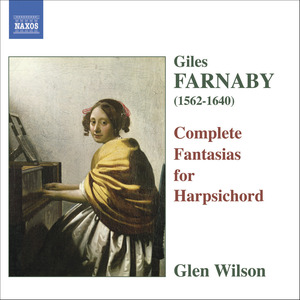 NAXOS
Giles
FARNABY
(1562-1640)
Complete
Fantasias
for
Harpsichord
Glen Wilson